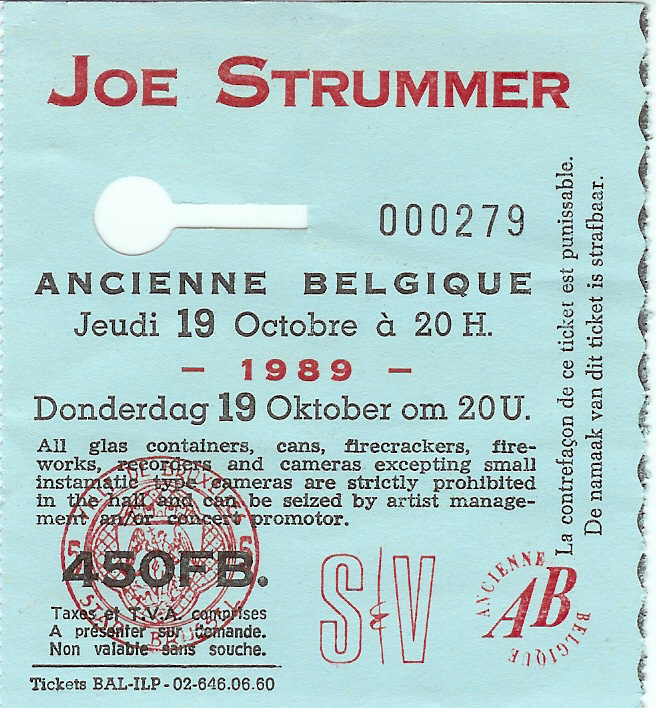 JOE STRUMMER
000279
ANCIENNE BELGIQUE
Jeudi 19 Octobre à 20 H.
- 1989 -
Donderdag 19 Oktober om 20 U.
All glas containers, cans, firecrackers, fire-
works, recorders and cameras excepting small
instamatic type cameras are strictly prohibited
in the hall and can be seized by artist manage-
ment an/or concert promotor.
450FB.
Taxes et T.V.A. comprises
A présenter sur demande.
Non valable sans souche.
Tickets BAL-ILP - 02-646.06.60
S & V
ANCIENNE
AB
BELGIQUE
La contrefaçon de ce ticket est punissable.
De namaak van dit ticket is strafbaar.